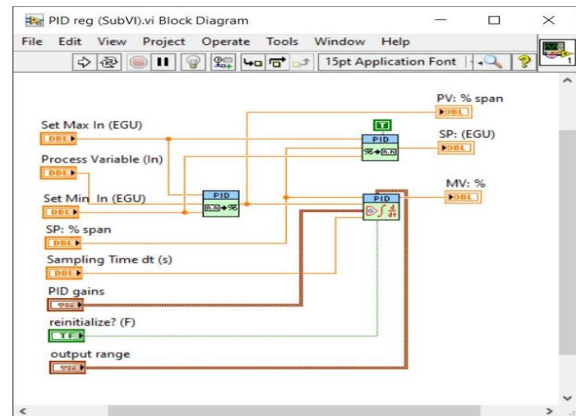 PID reg (SubVI).vi Block Diagram
File Edit View Project Operate Tools Window Help
15pt Application Font
PV: % span
DBL
Set Max In (EGU)
DBL
T
PID
SP: (EGU)
DBL
Process Variable (In)
DBL
PID
MV: %
DBL
Set Min In (EGU)
DBL
PID
SP: % span
DBL
Sampling Time dt (s)
DBL
PID gains
reinitialize? (F)
TF
output range